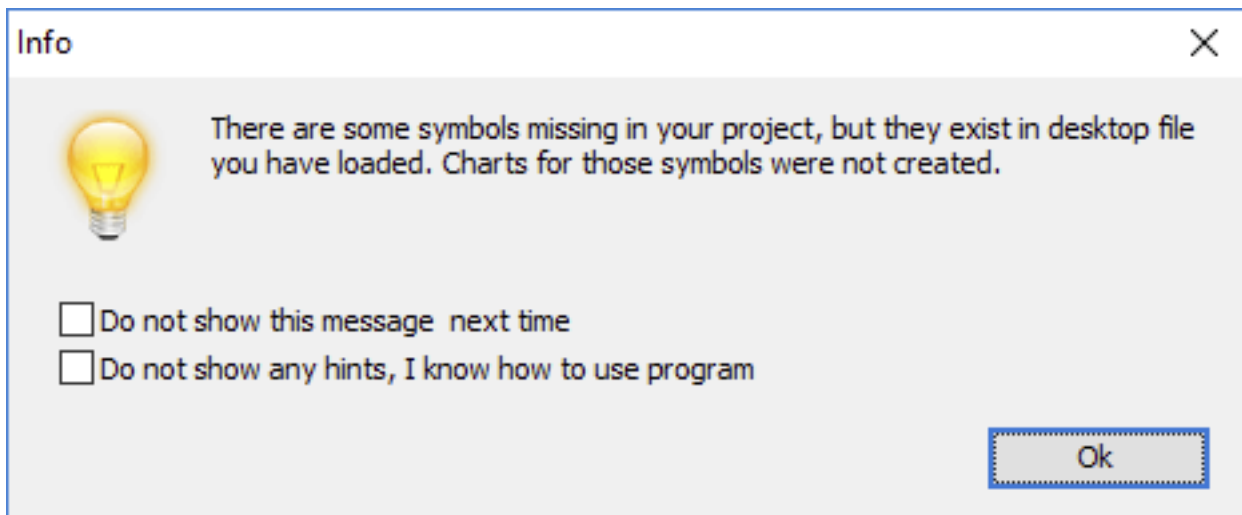 Info
There are some symbols missing in your project, but they exist in desktop file
you have loaded. Charts for those symbols were not created.
Do not show this message  next time
Do not show any hints, I know how to use program
Ok